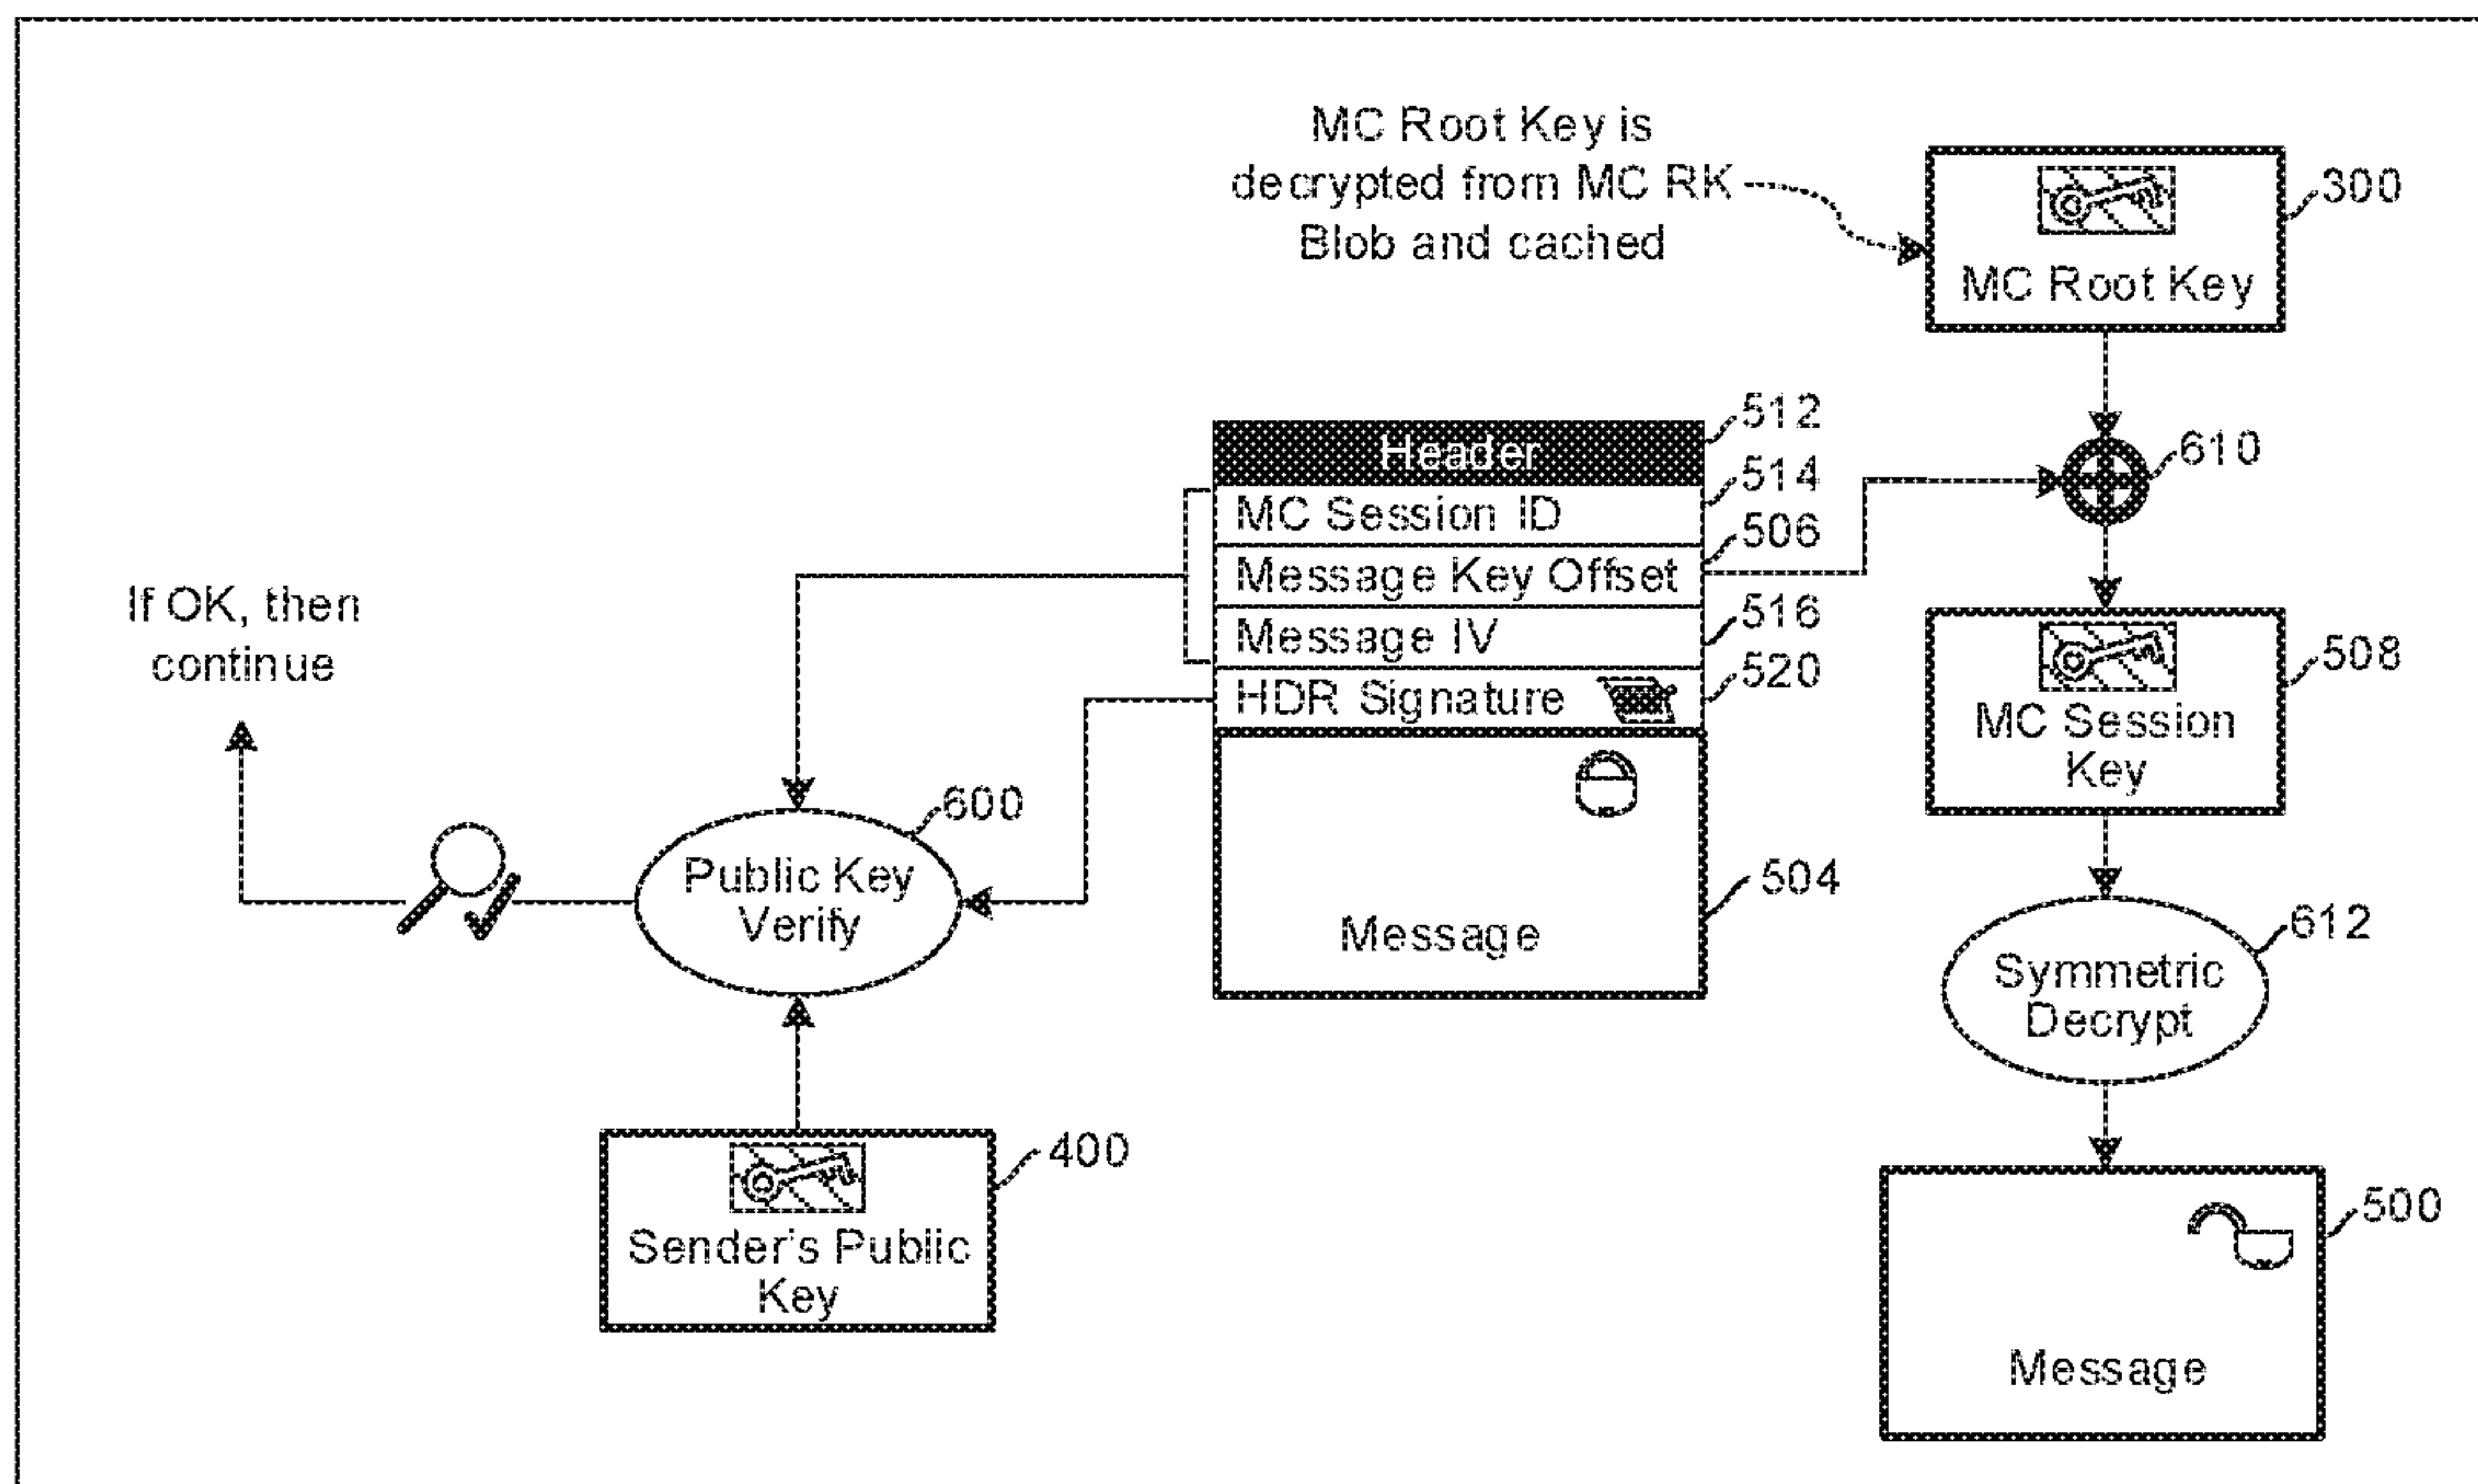 MC Root Key is
decrypted from MC RK
Blob and cached
300
MC Root Key
512
Header
514
MC Session ID
610
506
Message Key Offset
516
Message IV
520
HDR Signature
If OK, then
continue
508
MC Session
Key
600
Public Key
Verify
504
Message
612
Symmetric
Decrypt
400
Sender's Public
Key
500
Message